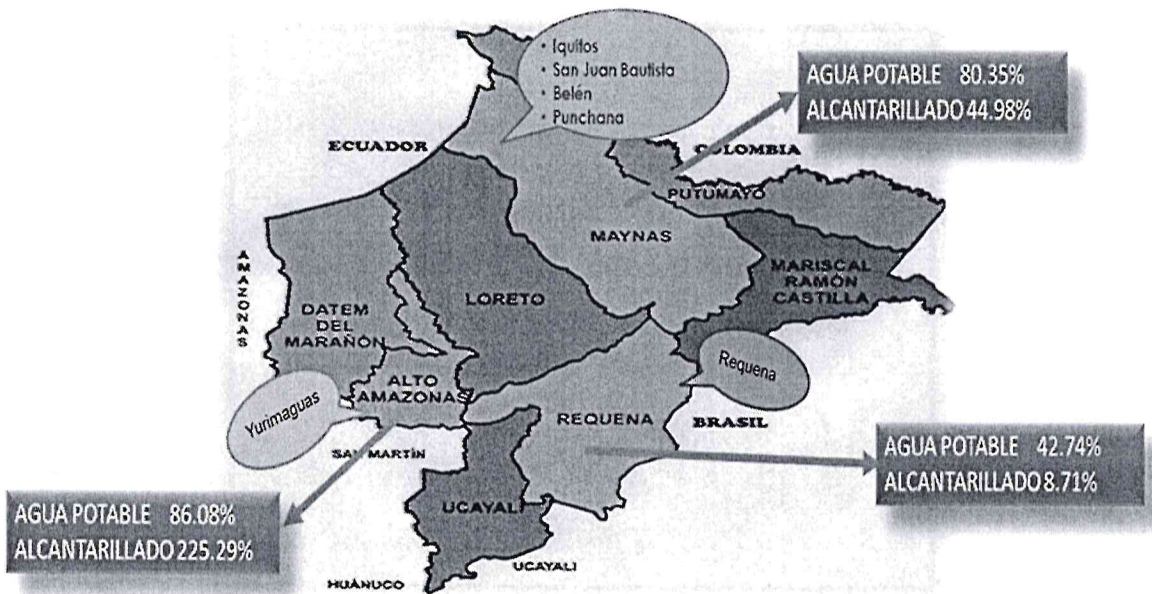 • Iquitos
• San Juan Bautista
• Belén
• Punchana
AGUA POTABLE 80.35%
ALCANTARILLADO 44.98%
ECUADOR
COLOMBIA
PUTUMAYO
MAYNAS
AMAZONAS
MARISCAL
RAMÓN
CASTILLA
LORETO
DATEM
DEL
MARAÑÓN
ALTO
AMAZONAS
Requena
Yurimaguas
REQUENA
BRASIL
SAN MARTÍN
AGUA POTABLE 42.74%
ALCANTARILLADO 8.71%
UCAYALI
AGUA POTABLE 86.08%
ALCANTARILLADO 225.29%
UCAYALI
HUÁNUCO